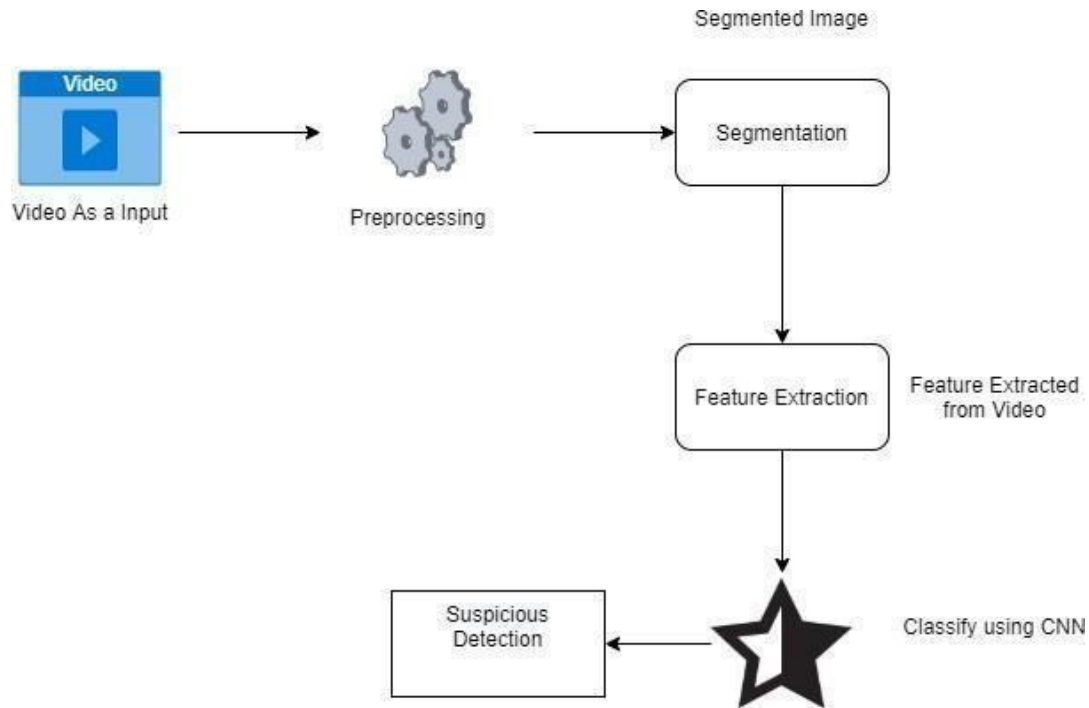 Segmented Image
Video
Segmentation
Video As a Input
Preprocessing
Feature Extraction
Feature Extracted
from Video
Suspicious
Detection
Classify using CNN